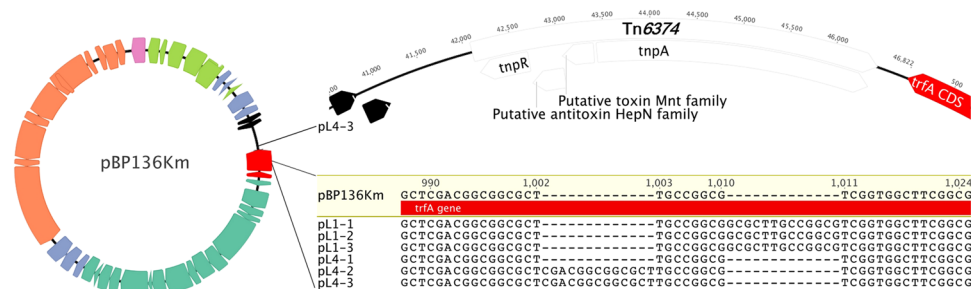 pBP136Km
00
41,000
41,500
42,000
42,500
43,000
43,500
44,000
44,500
45,000
45,500
46,000
46,822
500
Tn6374
tnpR
tnpA
trfA CDS
Putative toxin Mnt family
Putative antitoxin HepN family
pL4-3
990 1,002 1,003 1,010 1,011 1,024
pBP136Km GCTCGACGGCGGCGCT------------TGCCGGCG------------TCGGTGGCTTCGGCG
trfA gene
pL1-1 GCTCGACGGCGGCGCT------------TGCCGGCGGCGCTTGCCGGCGTCGGTGGCTTCGGCG
pL1-2 GCTCGACGGCGGCGCT------------TGCCGGCGGCGCTTGCCGGCGTCGGTGGCTTCGGCG
pL1-3 GCTCGACGGCGGCGCT------------TGCCGGCGGCGCTTGCCGGCGTCGGTGGCTTCGGCG
pL4-1 GCTCGACGGCGGCGCT------------TGCCGGCG------------TCGGTGGCTTCGGCG
pL4-2 GCTCGACGGCGGCGCTCGACGGCGGCGCTTGCCGGCG------------TCGGTGGCTTCGGCG
pL4-3 GCTCGACGGCGGCGCTCGACGGCGGCGCTTGCCGGCG------------TCGGTGGCTTCGGCG